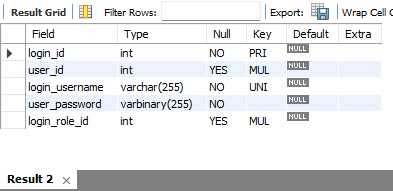 Result Grid Filter Rows: Export: Wrap Cell
Field Type Null Key Default Extra
login_id int NO PRI NULL
user_id int YES MUL NULL
login_username varchar(255) NO UNI NULL
user_password varbinary(255) NO NULL
login_role_id int YES MUL NULL
Result 2 ×